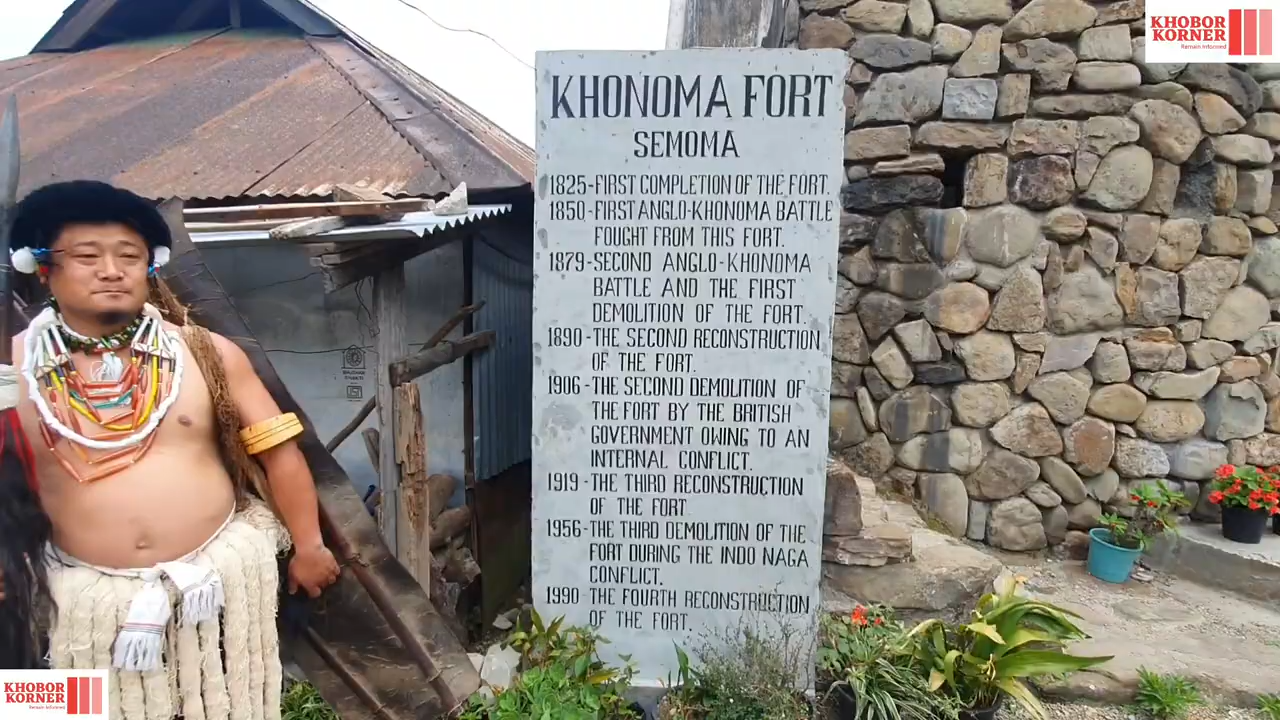 KHOBOR
KORNER
Remain Informed
KHONOMA FORT
SEMOMA
1825-FIRST COMPLETION OF THE FORT.
1850-FIRST ANGLO-KHONOMA BATTLE
FOUGHT FROM THIS FORT.
1879-SECOND ANGLO-KHONOMA
BATTLE AND THE FIRST
DEMOLITION OF THE FORT.
1890-THE SECOND RECONSTRUCTION
OF THE FORT.
1906-THE SECOND DEMOLITION OF
THE FORT BY THE BRITISH
GOVERNMENT OWING TO AN
INTERNAL CONFLICT.
1919-THE THIRD RECONSTRUCTION
OF THE FORT.
1956-THE THIRD DEMOLITION OF THE
FORT DURING THE INDO NAGA
CONFLICT.
1990-THE FOURTH RECONSTRUCTION
OF THE FORT.
KHOBOR
KORNER
Remain Informed